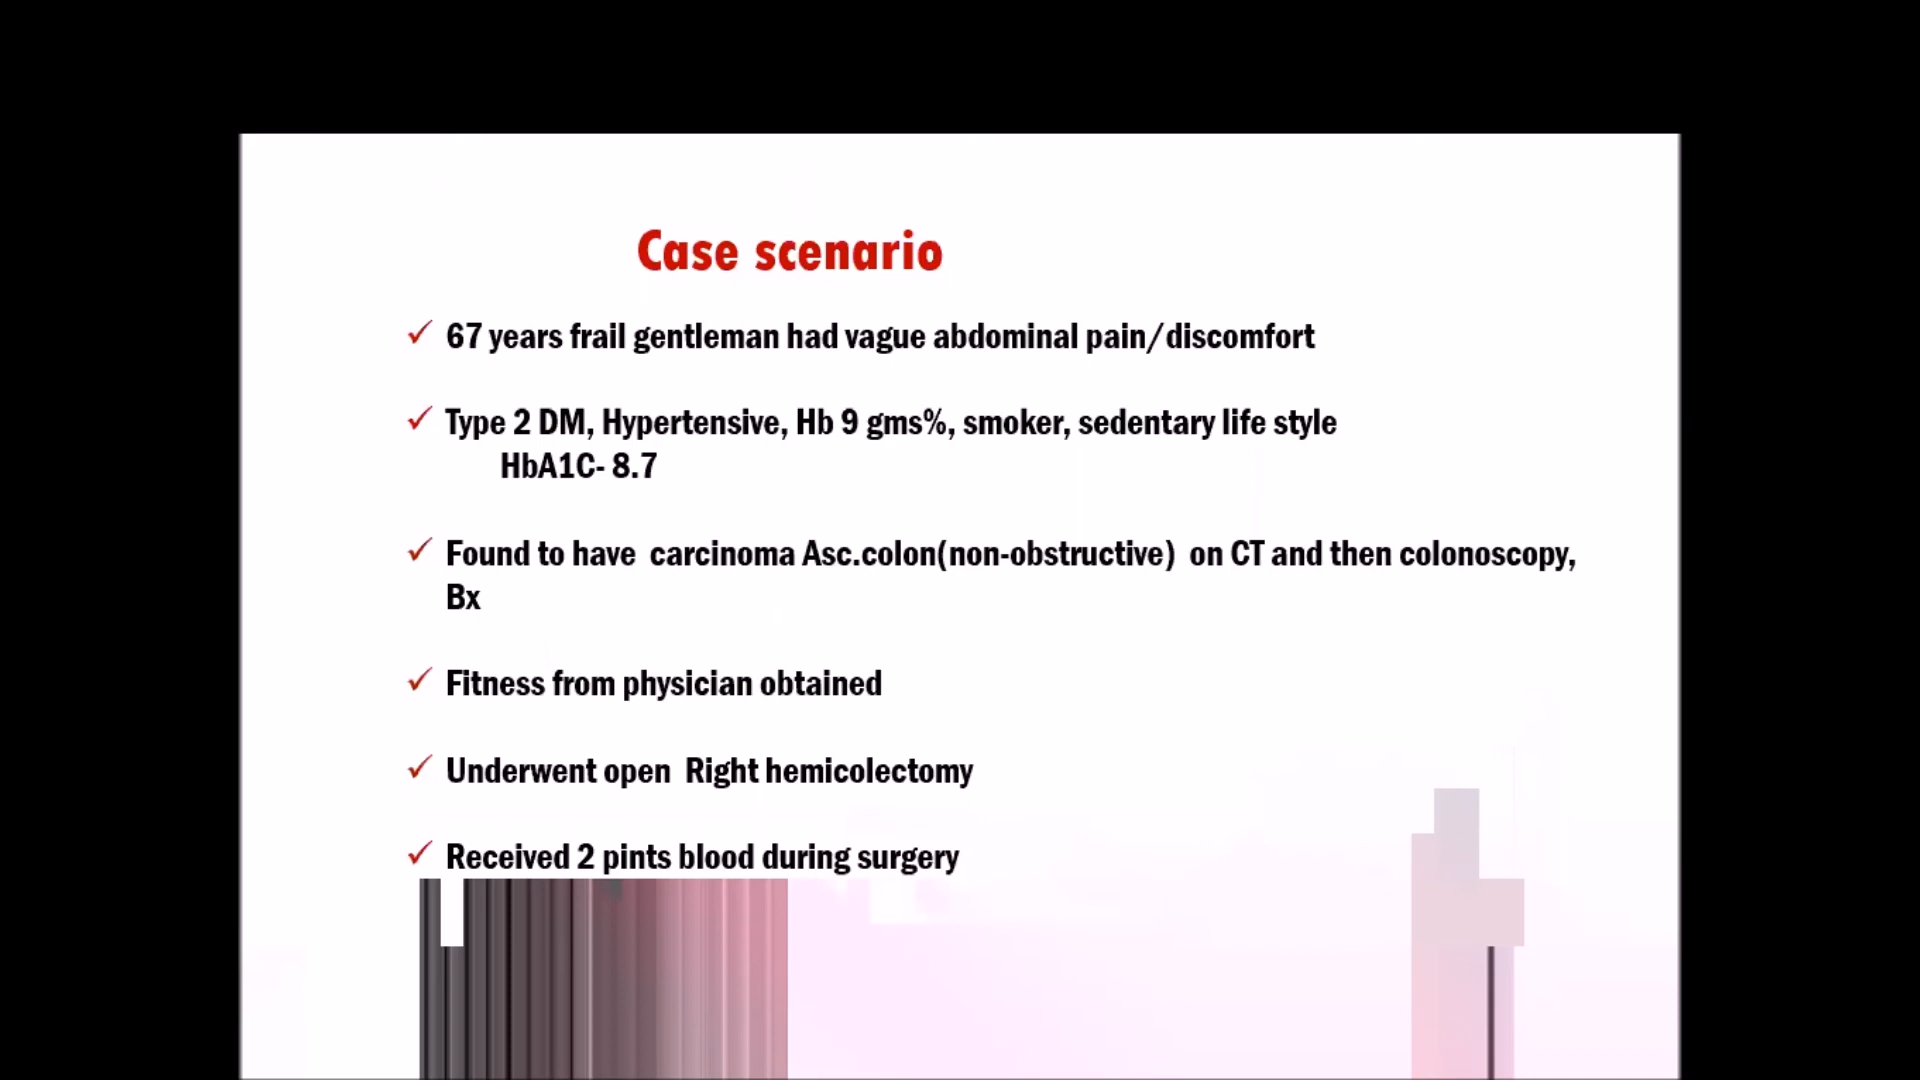 Case scenario
✓ 67 years frail gentleman had vague abdominal pain/discomfort
✓ Type 2 DM, Hypertensive, Hb 9 gms%, smoker, sedentary life style
HbA1C- 8.7
✓ Found to have carcinoma Asc.colon(non-obstructive) on CT and then colonoscopy,
Bx
✓ Fitness from physician obtained
✓ Underwent open Right hemicolectomy
✓ Received 2 pints blood during surgery